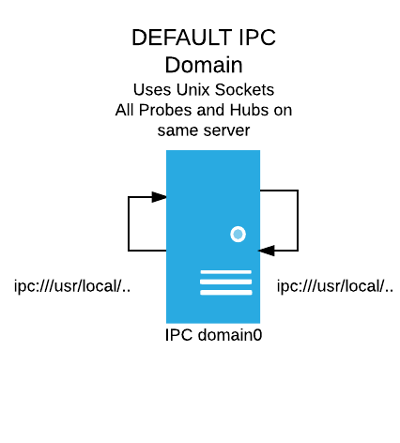 DEFAULT IPC
Domain
Uses Unix Sockets
All Probes and Hubs on
same server
ipc:///usr/local/..
ipc:///usr/local/..
IPC domain0